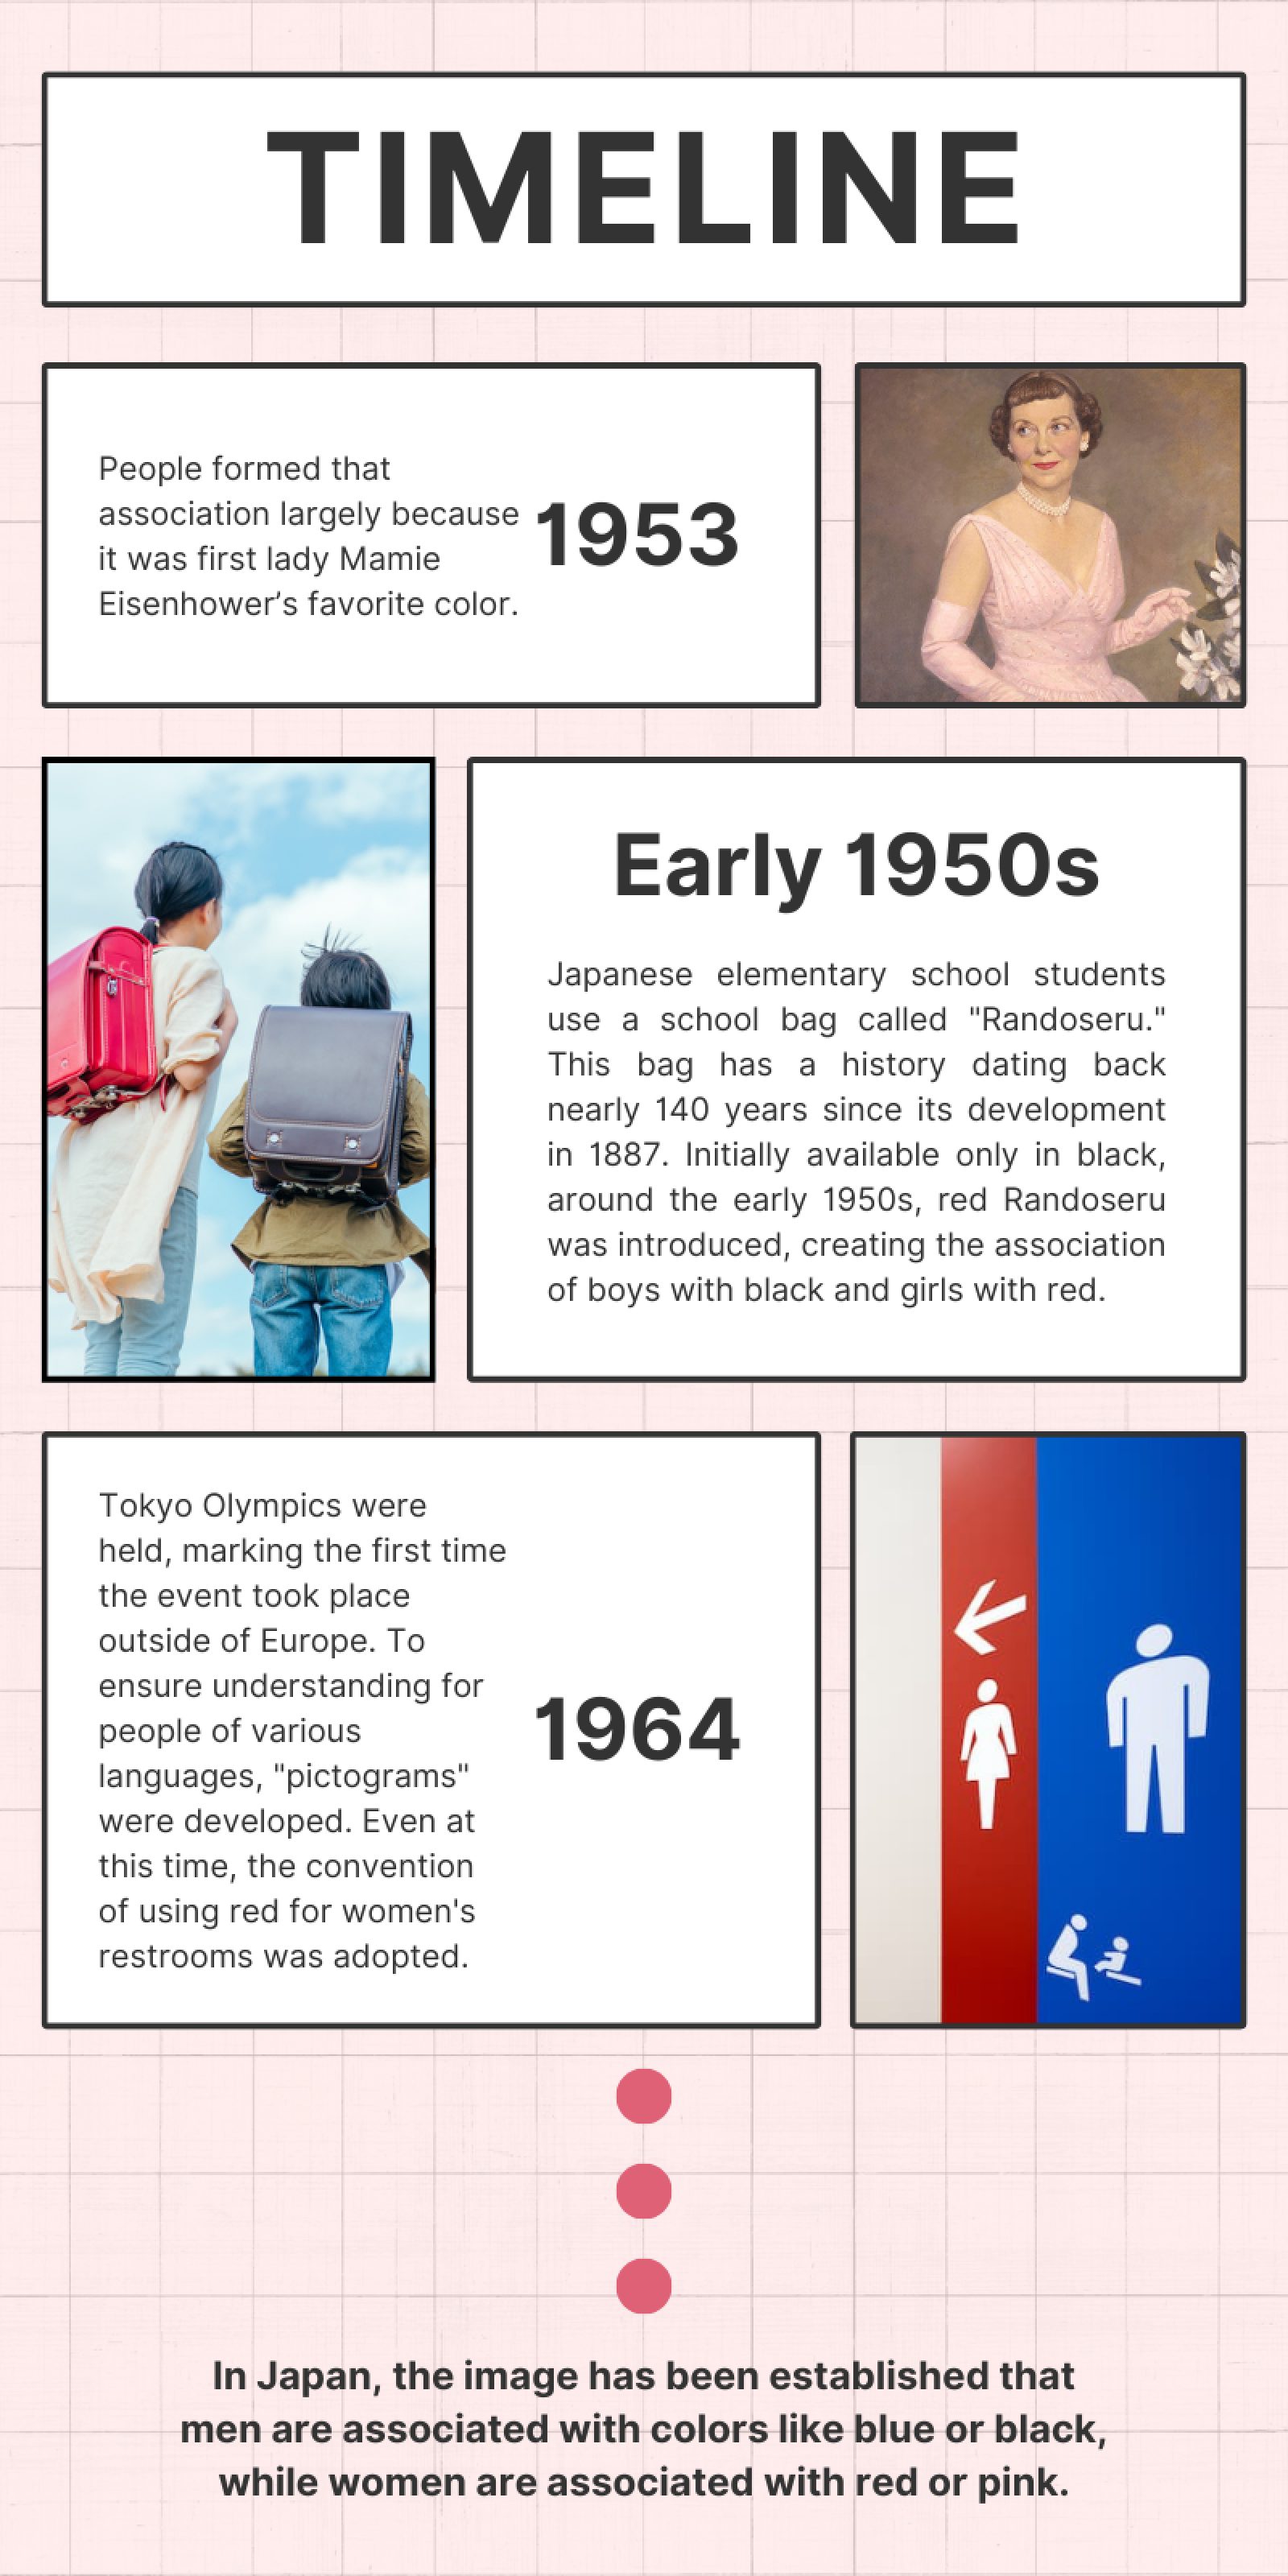 TIMELINE
People formed that
association largely because
it was first lady Mamie
Eisenhower’s favorite color.
1953
Early 1950s
Japanese elementary school students
use a school bag called "Randoseru."
This bag has a history dating back
nearly 140 years since its development
in 1887. Initially available only in black,
around the early 1950s, red Randoseru
was introduced, creating the association
of boys with black and girls with red.
Tokyo Olympics were
held, marking the first time
the event took place
outside of Europe. To
ensure understanding for
people of various
languages, "pictograms"
were developed. Even at
this time, the convention
of using red for women's
restrooms was adopted.
1964
In Japan, the image has been established that
men are associated with colors like blue or black,
while women are associated with red or pink.